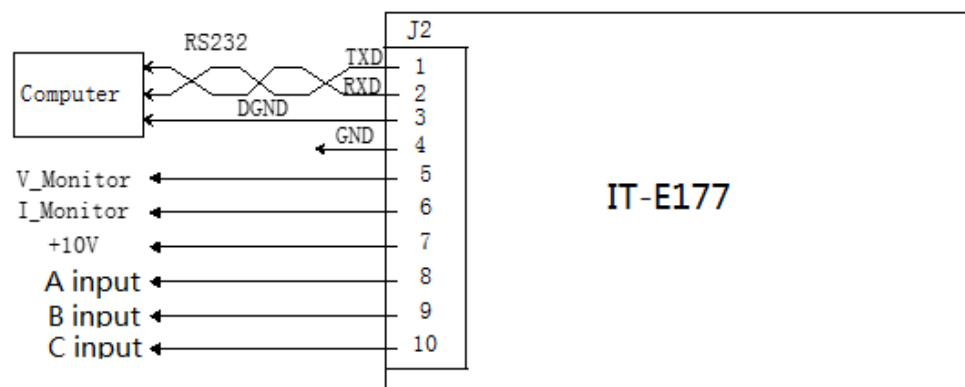 J2
RS232
TXD
1
Computer
RXD
2
DGND
3
GND
4
V_Monitor
5
IT-E177
I_Monitor
6
+10V
7
A input
8
B input
9
C input
10